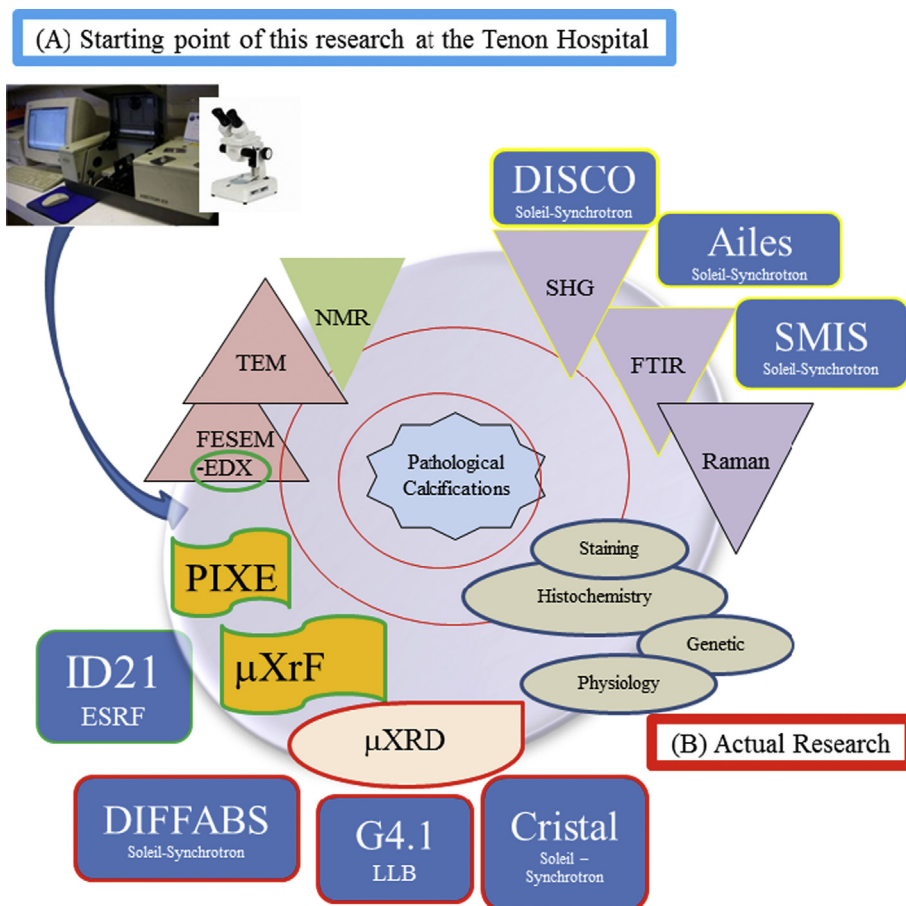 (A) Starting point of this research at the Tenon Hospital
DISCO
Soleil-Synchrotron
Ailes
Soleil-Synchrotron
SHG
NMR
SMIS
Soleil-Synchrotron
TEM
FTIR
FESEM
-EDX
Pathological
Calcifications
Raman
Staining
PIXE
Histochemistry
Genetic
μXrF
ID21
ESRF
Physiology
μXRD
(B) Actual Research
DIFFABS
Soleil-Synchrotron
G4.1
LLB
Cristal
Soleil –
Synchrotron